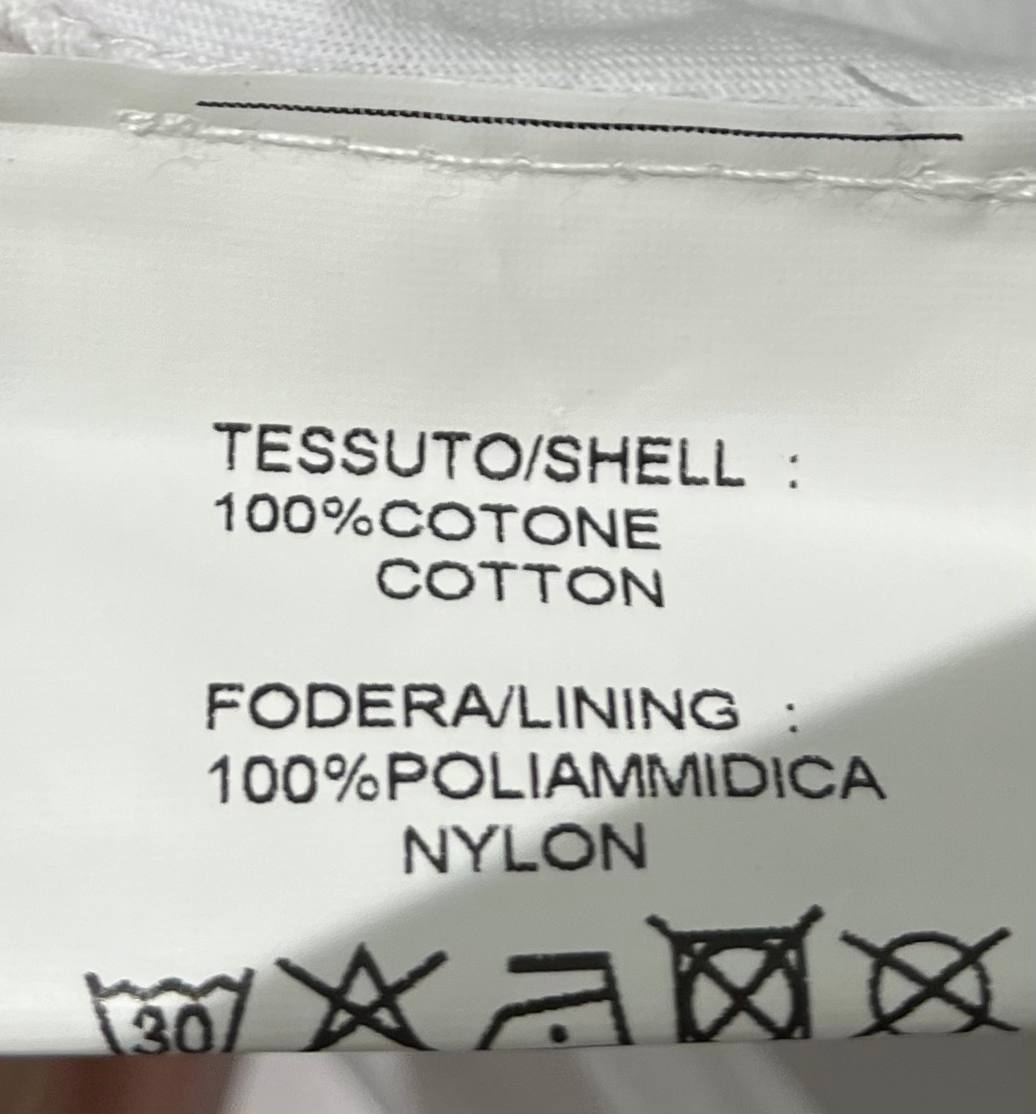 TESSUTO/SHELL :
100%COTONE
COTTON
FODERA/LINING :
100%POLIAMMIDICA
NYLON
30